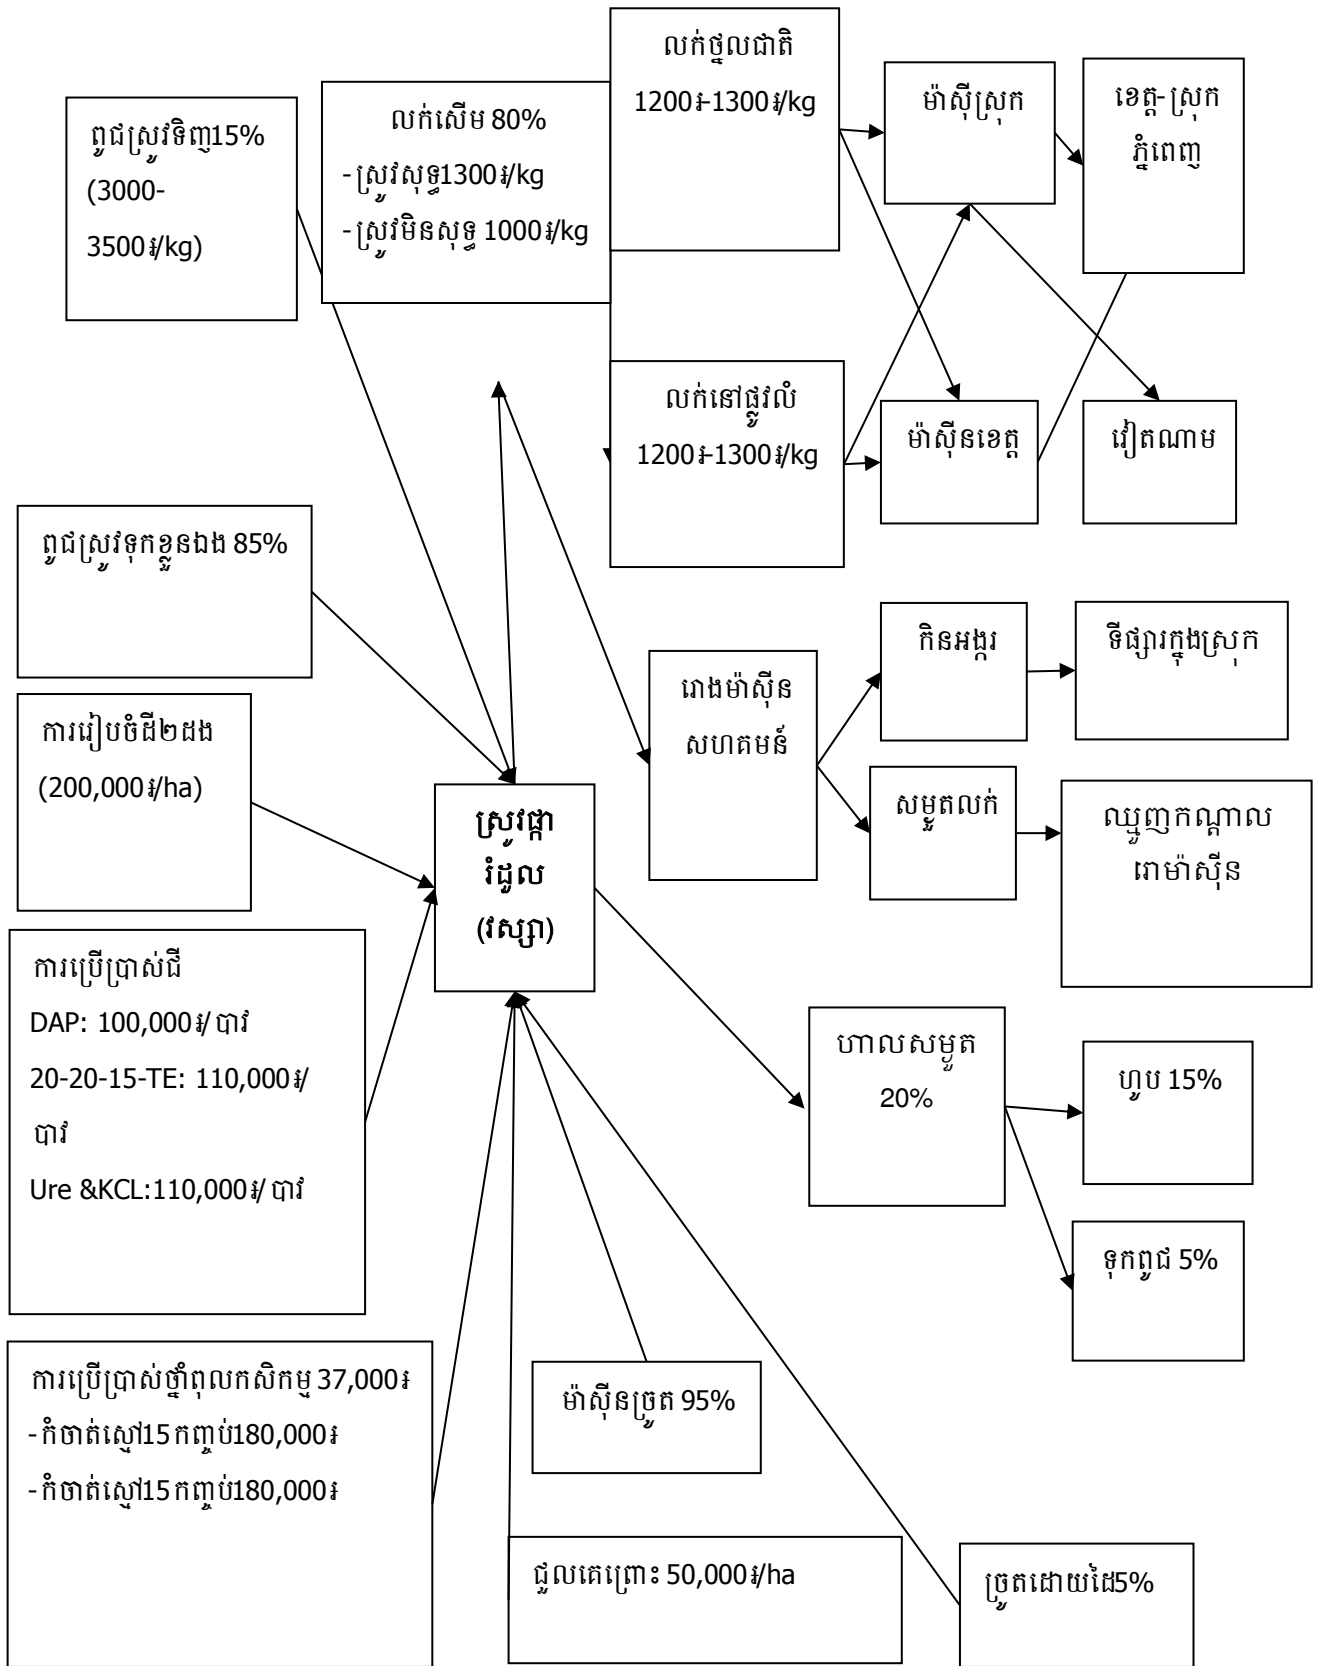 លក់ថ្នលជាតិ
1200៛-1300៛/kg
ម៉ាស៊ីស្រុក
ខេត្ត-ស្រុក
ភ្នំពេញ
ពូជស្រូវទិញ15%
(3000-
3500៛/kg)
លក់សើម 80%
-ស្រូវសុទ្ធ1300៛/kg
-ស្រូវមិនសុទ្ធ 1000៛/kg
លក់នៅផ្លូវលំ
1200៛-1300៛/kg
ម៉ាស៊ីនខេត្ត
វៀតណាម
ពូជស្រូវទុកខ្លួនឯង 85%
កិនអង្ករ
ទីផ្សារក្នុងស្រុក
រោងម៉ាស៊ីន
សហគមន៍
ការរៀបចំដី២ដង
(200,000៛/ha)
សម្ងួតលក់
ឈ្មួញកណ្តាល
រោម៉ាស៊ីន
ស្រូវផ្កា
រំដួល
(វស្សា)
ការប្រើប្រាស់ជី
DAP: 100,000៛/ បាវ
20-20-15-TE: 110,000៛/
បាវ
Ure &KCL:110,000៛/ បាវ
ហាលសម្ងួត
20%
ហូប 15%
ទុកពូជ 5%
ការប្រើប្រាស់ថ្នាំពុលកសិកម្ម 37,000៛
-កំចាត់ស្មៅ15 កញ្ចប់180,000៛
-កំចាត់ស្មៅ15 កញ្ចប់180,000៛
ម៉ាស៊ីនច្រូត 95%
ជួលគេព្រោះ 50,000៛/ha
ច្រូតដោយដៃ5%